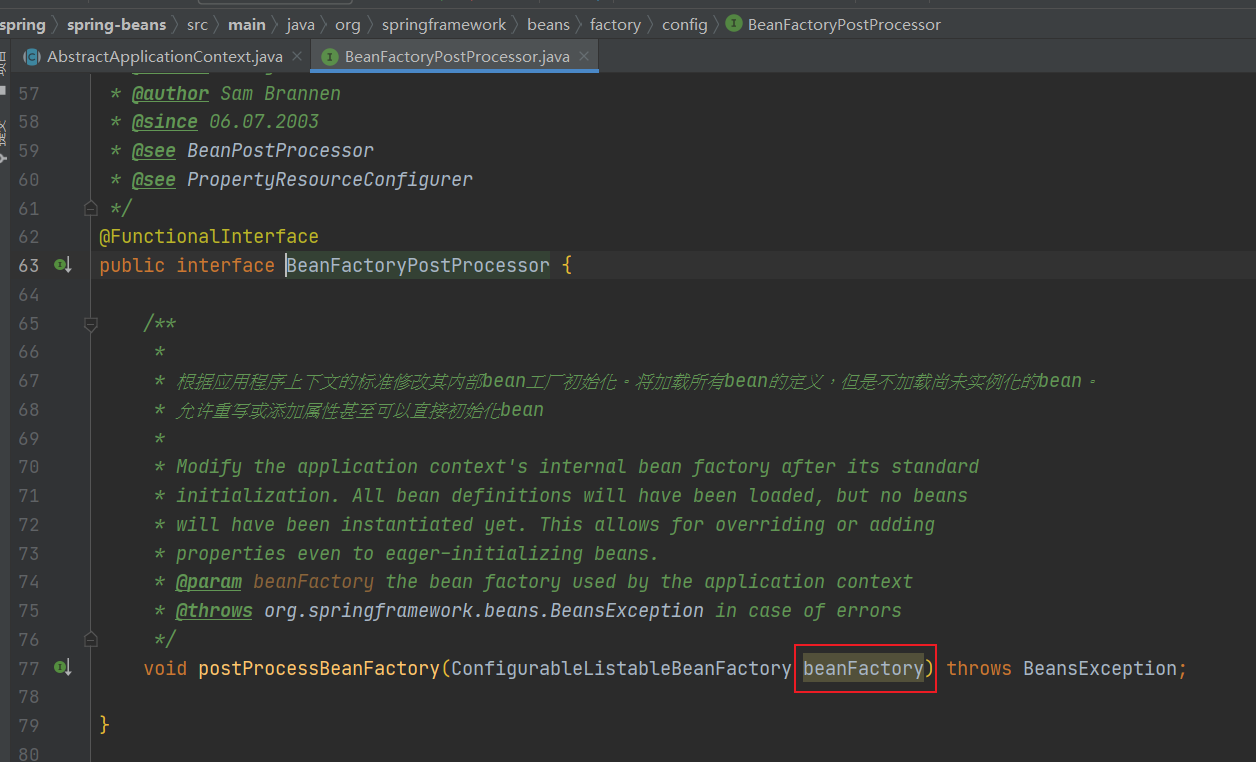 spring spring-beans src main java org springframework beans factory config BeanFactoryPostProcessor
AbstractApplicationContext.java BeanFactoryPostProcessor.java
57 * @author Sam Brannen
58 * @since 06.07.2003
59 * @see BeanPostProcessor
60 * @see PropertyResourceConfigurer
61 */
62 @FunctionalInterface
63 public interface BeanFactoryPostProcessor {
64
65 /**
66 *
67 * 根据应用程序上下文的标准修改其内部bean工厂初始化。将加载所有bean的定义，但是不加载尚未实例化的bean。
68 * 允许重写或添加属性甚至可以直接初始化bean
69 *
70 * Modify the application context's internal bean factory after its standard
71 * initialization. All bean definitions will have been loaded, but no beans
72 * will have been instantiated yet. This allows for overriding or adding
73 * properties even to eager-initializing beans.
74 * @param beanFactory the bean factory used by the application context
75 * @throws org.springframework.beans.BeansException in case of errors
76 */
77 void postProcessBeanFactory(ConfigurableListableBeanFactory beanFactory) throws BeansException;
78
79 }
80